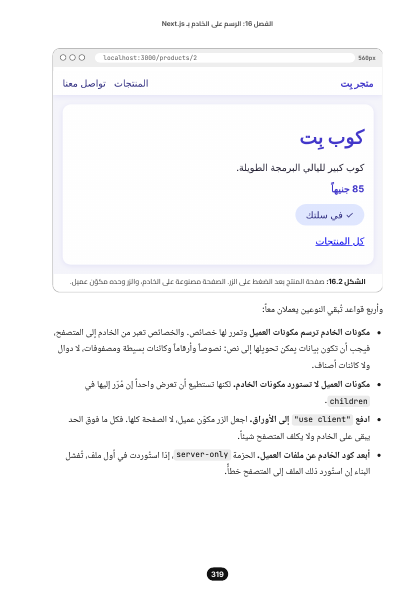 الفصل 16: الرسم على الخادم بـ Next.js
localhost:3000/products/2
560px
متجر بِت
المنتجات تواصل معنا
كوب بِت
كوب كبير لليالي البرمجة الطويلة.
85 جنيهاً
✓ في سلتك
كل المنتجات
الشكل 16.2: صفحة المنتج بعد الضغط على الزر. الصفحة مصنوعة على الخادم، والزر وحده مكوّن عميل.
وأربع قواعد تُبقي النوعين يعملان معاً:
• مكونات الخادم ترسم مكونات العميل وتمرر لها خصائص. والخصائص تعبر من الخادم إلى المتصفح،
فيجب أن تكون بيانات يمكن تحويلها إلى نص: نصوصاً وأرقاماً وكائنات بسيطة ومصفوفات، لا دوال
ولا كائنات أصناف.
• مكونات العميل لا تستورد مكونات الخادم. لكنها تستطيع أن تعرض واحداً إن مُرّر إليها في
children.
• ادفع "use client" إلى الأوراق. اجعل الزر مكوّن عميل، لا الصفحة كلها. فكل ما فوق الحد
يبقى على الخادم ولا يكلف المتصفح شيئاً.
• أبعد كود الخادم عن ملفات العميل. الحزمة server-only، إذا استُوردت في أول ملف، تُفشل
البناء إن استورد ذلك الملف إلى المتصفح خطأً.
319